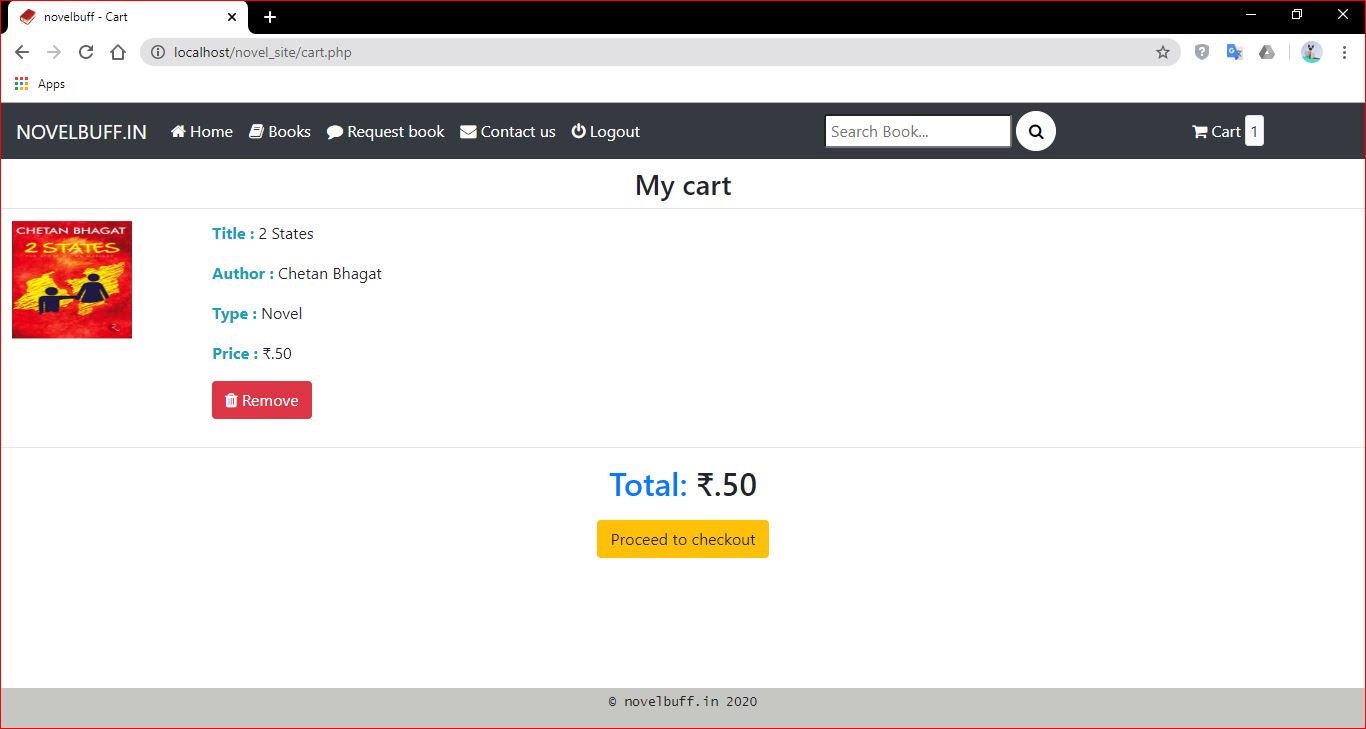 novelbuff - Cart
localhost/novel_site/cart.php
Apps
NOVELBUFF.IN Home Books Request book Contact us Logout Search Book... Cart 1
My cart
CHETAN BHAGAT
2 STATES
Title : 2 States
Author : Chetan Bhagat
Type : Novel
Price : ₹.50
Remove
Total: ₹.50
Proceed to checkout
© novelbuff.in 2020